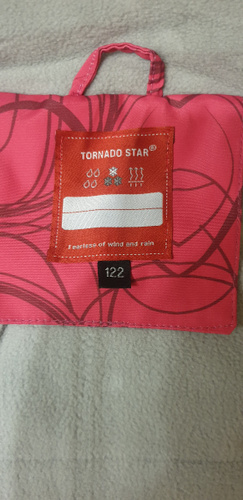 TORNADO STAR®
Fearless of wind and rain
122